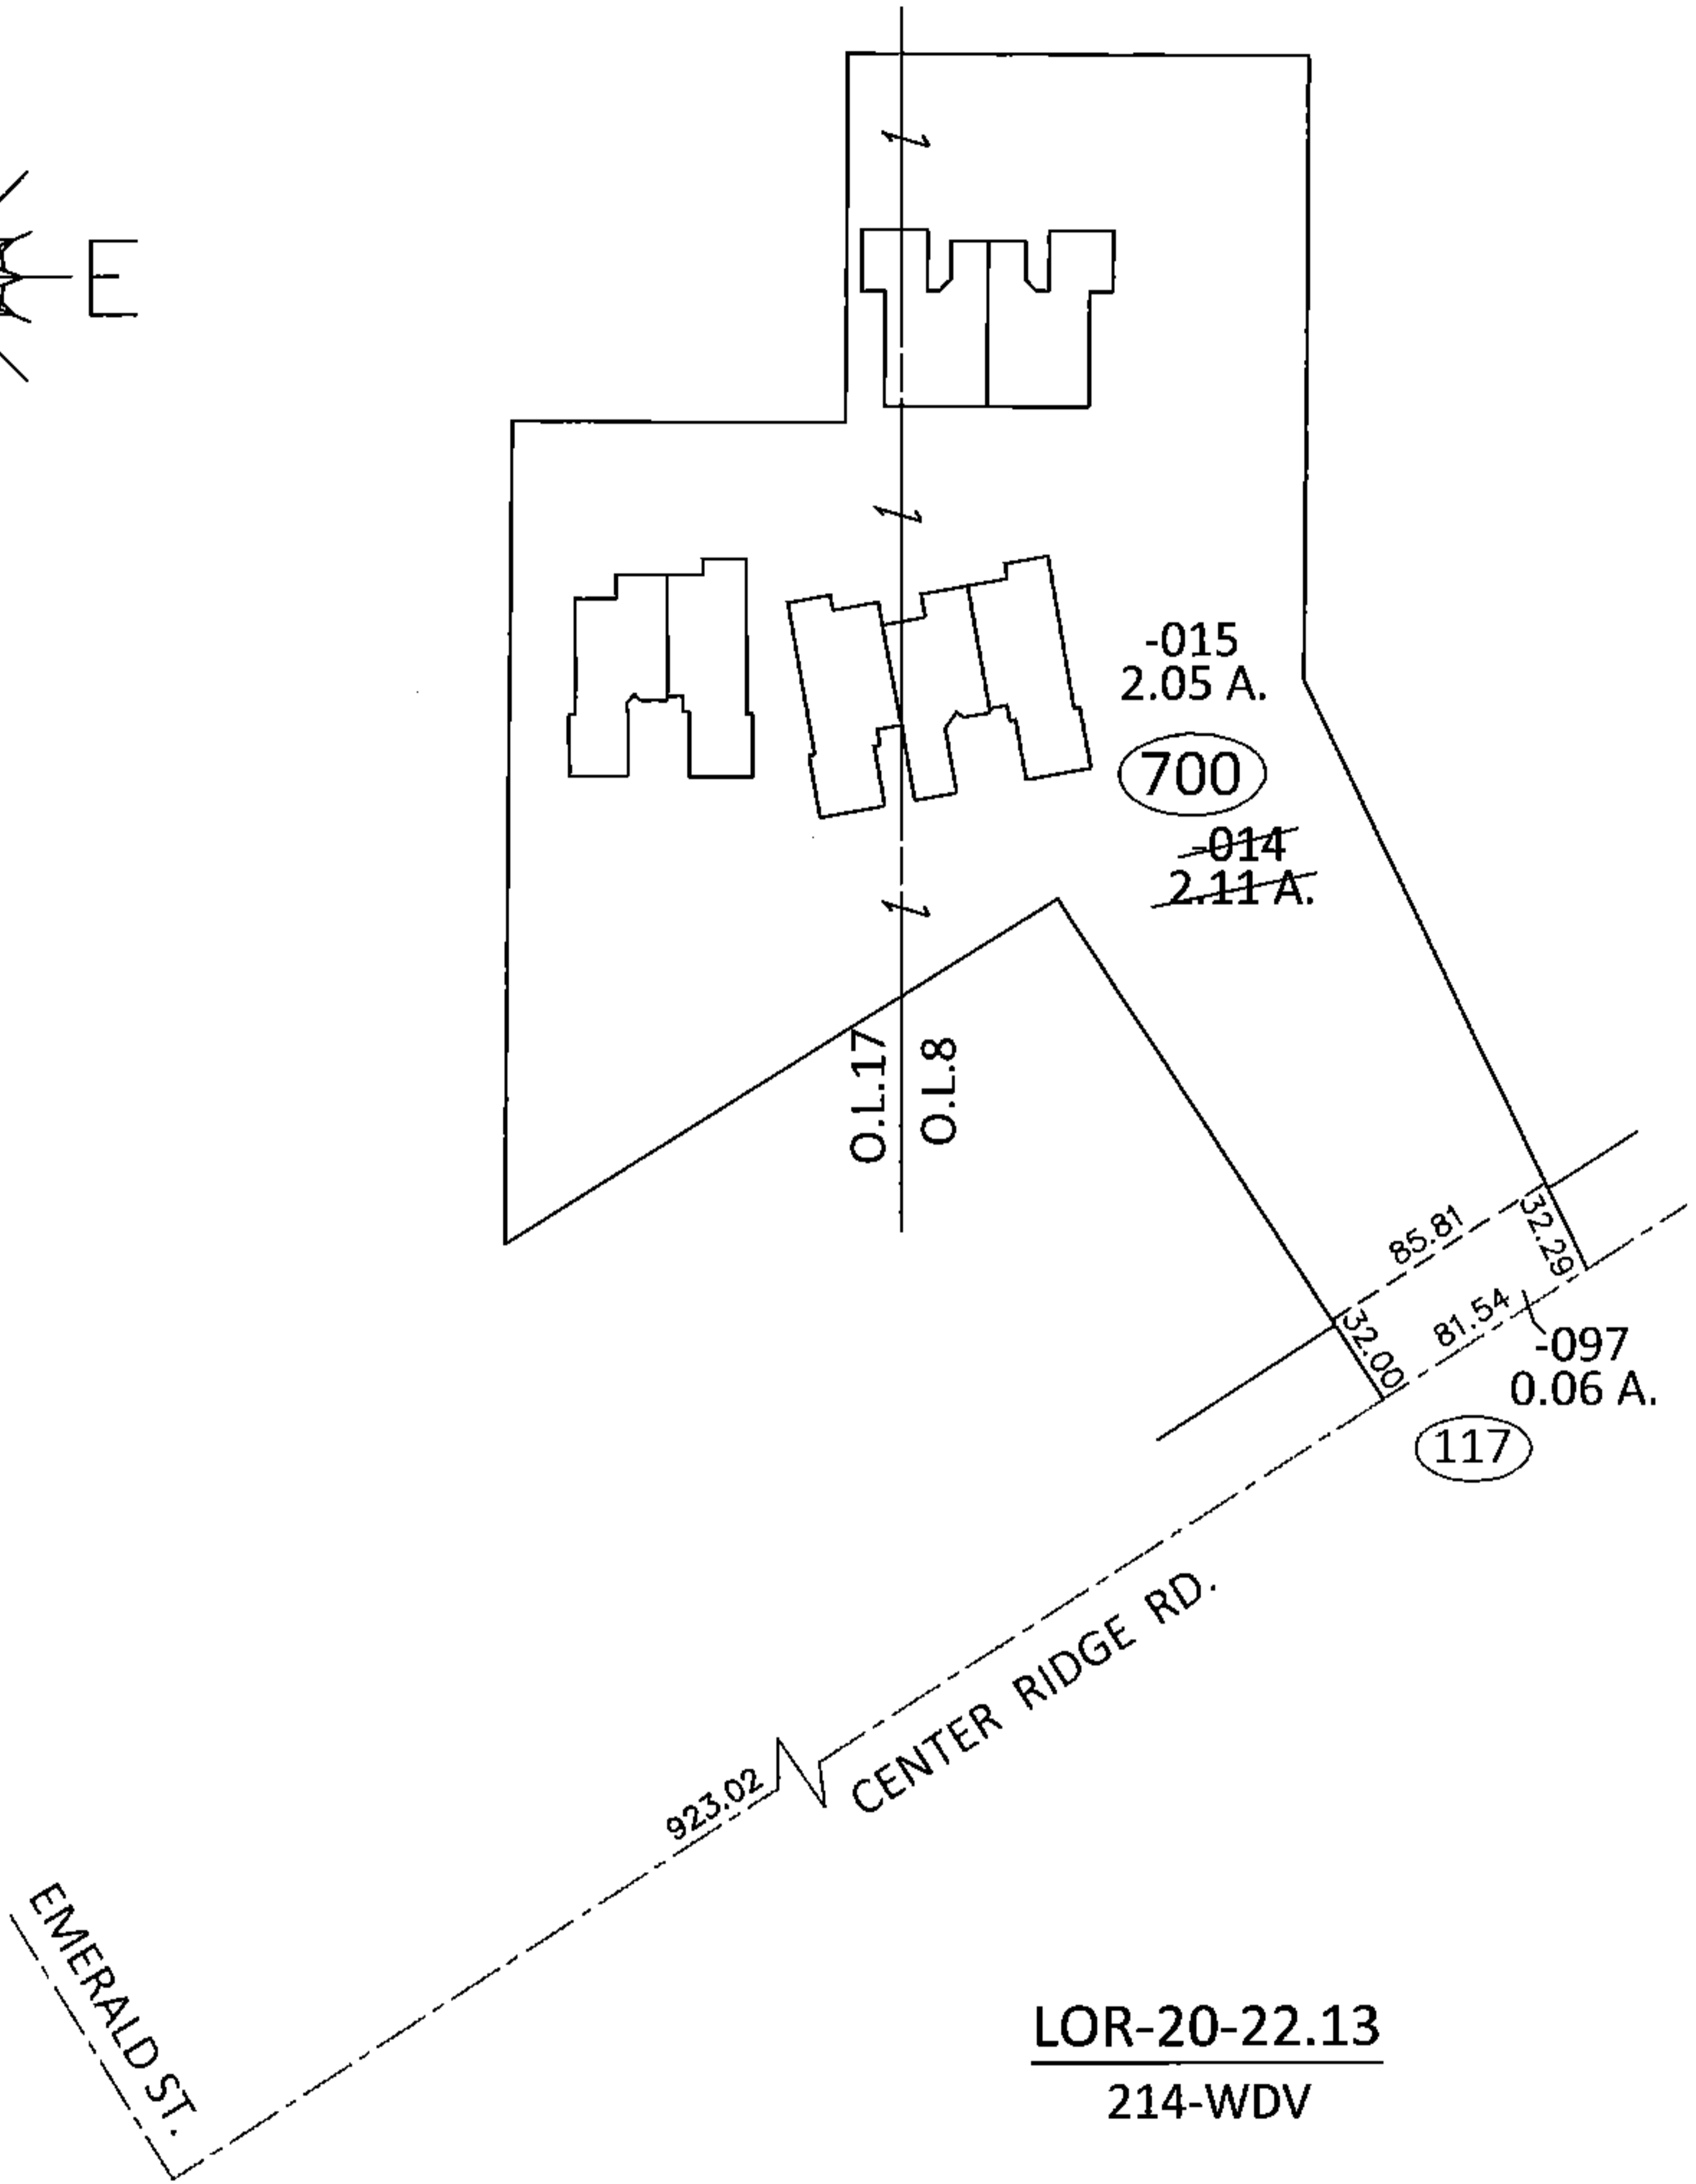 E
-015
2.05 A.
700
-014
2.11 A.
O.L.17
O.L.8
85.81
32.29
81.54
32.00
-097
0.06 A.
117
CENTER RIDGE RD.
923.02
EMERALD ST.
LOR-20-22.13
214-WDV